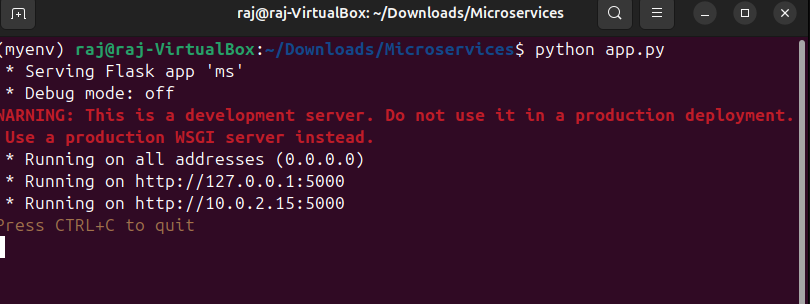 raj@raj-VirtualBox: ~/Downloads/Microservices
(myenv) raj@raj-VirtualBox:~/Downloads/Microservices$ python app.py
* Serving Flask app 'ms'
* Debug mode: off
WARNING: This is a development server. Do not use it in a production deployment.
Use a production WSGI server instead.
* Running on all addresses (0.0.0.0)
* Running on http://127.0.0.1:5000
* Running on http://10.0.2.15:5000
Press CTRL+C to quit